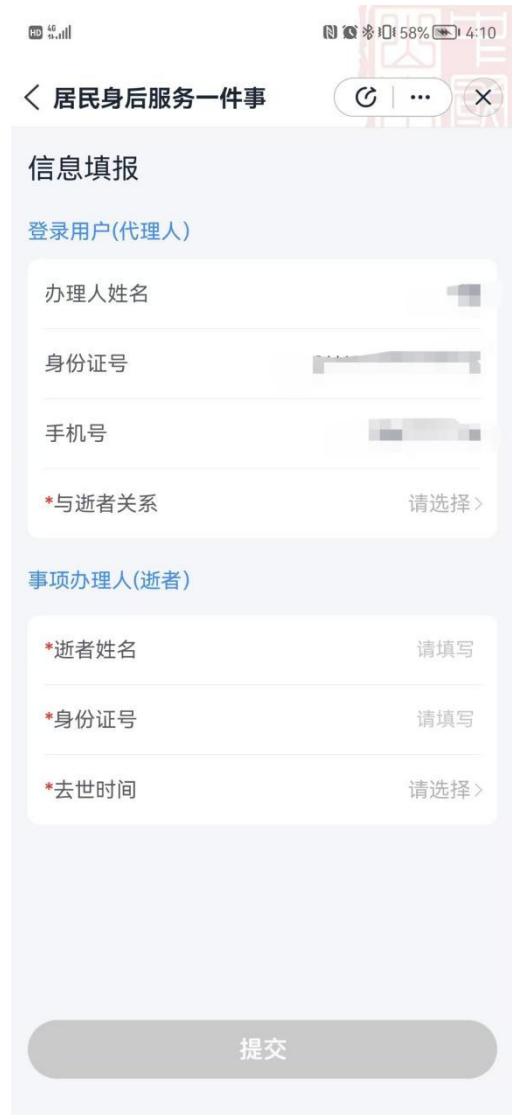 HD 4G 58% 4:10
居民身后服务一件事
信息填报
登录用户(代理人)
办理人姓名
身份证号
手机号
*与逝者关系 请选择>
事项办理人(逝者)
*逝者姓名 请填写
*身份证号 请填写
*去世时间 请选择>
提交